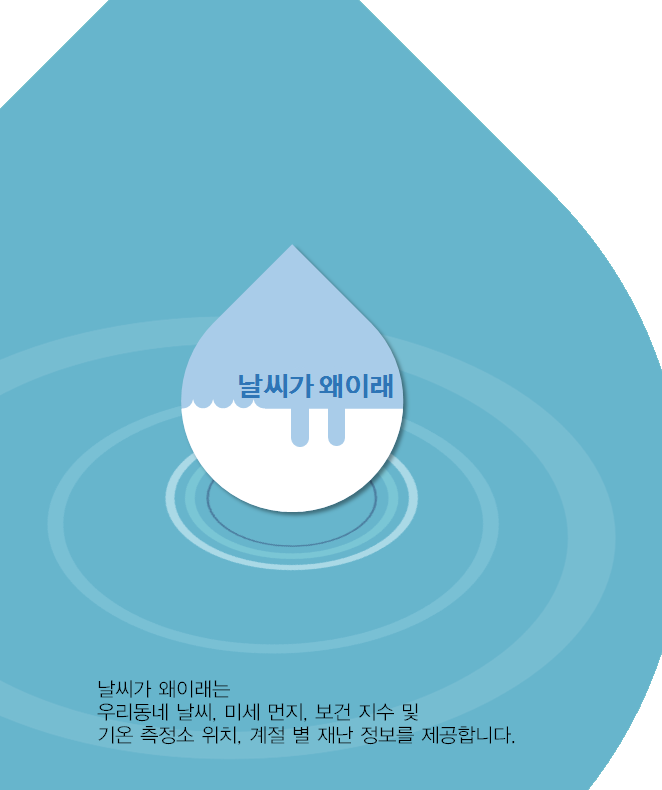 날씨가 왜이래
날씨가 왜이래는
우리동네 날씨, 미세 먼지, 보건 지수 및
기온 측정소 위치, 계절 별 재난 정보를 제공합니다.